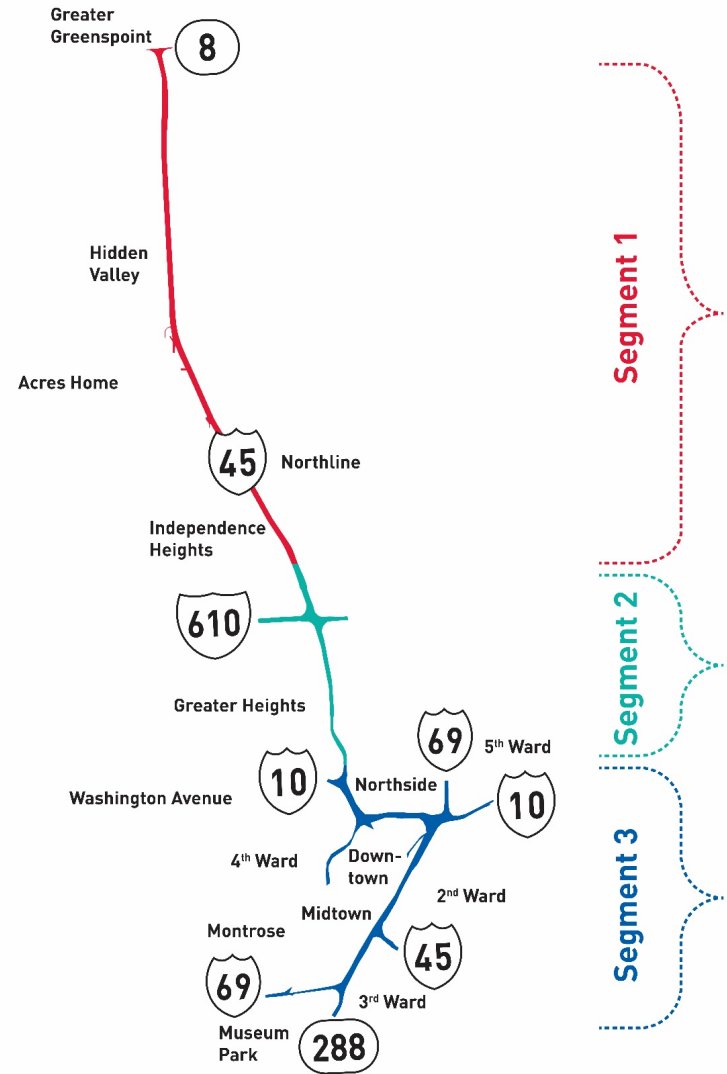 Greater
Greenspoint
8
Hidden
Valley
Segment 1
Acres Home
45
Northline
Independence
Heights
610
Segment 2
Greater Heights
69
5th Ward
10
Northside
10
Washington Avenue
4th Ward
Down-
town
Segment 3
2nd Ward
Midtown
Montrose
45
69
3rd Ward
Museum
Park
288